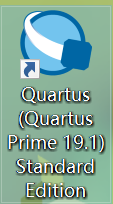 Quartus
(Quartus
Prime 19.1)
Standard
Edition